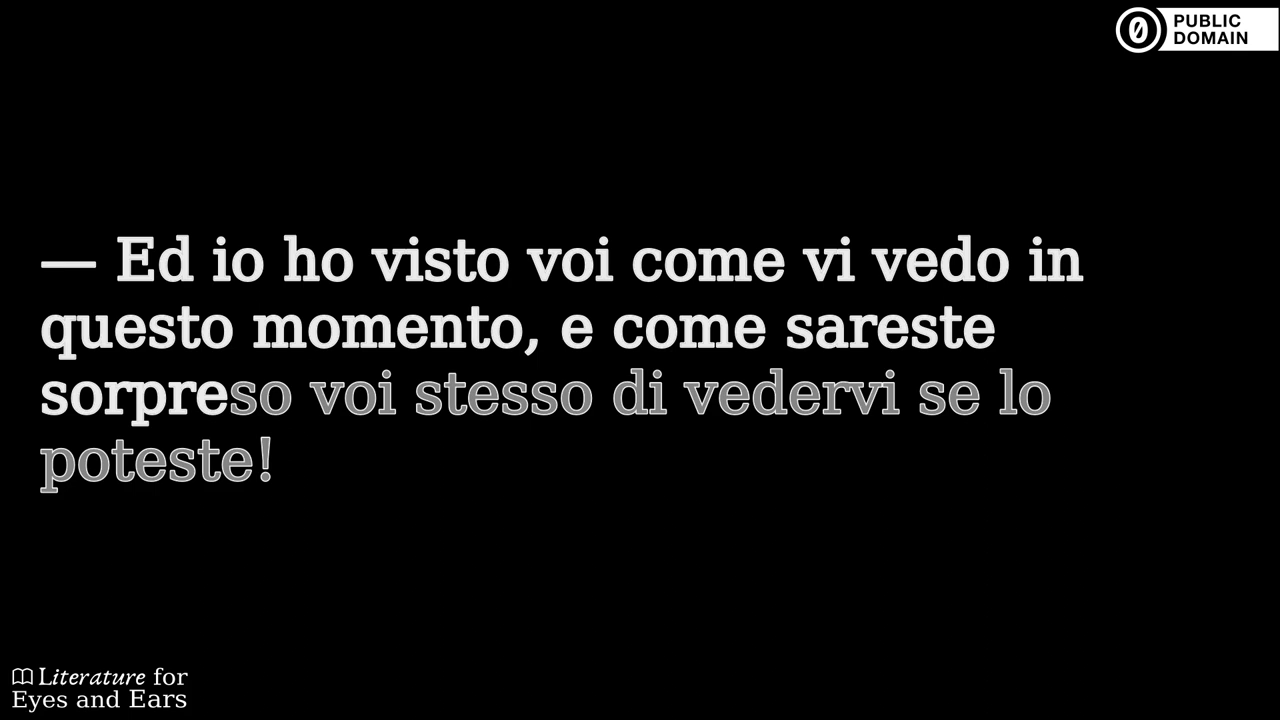 PUBLIC
DOMAIN
— Ed io ho visto voi come vi vedo in
questo momento, e come sareste
sorpreso voi stesso di vedervi se lo
poteste!
Literature for
Eyes and Ears